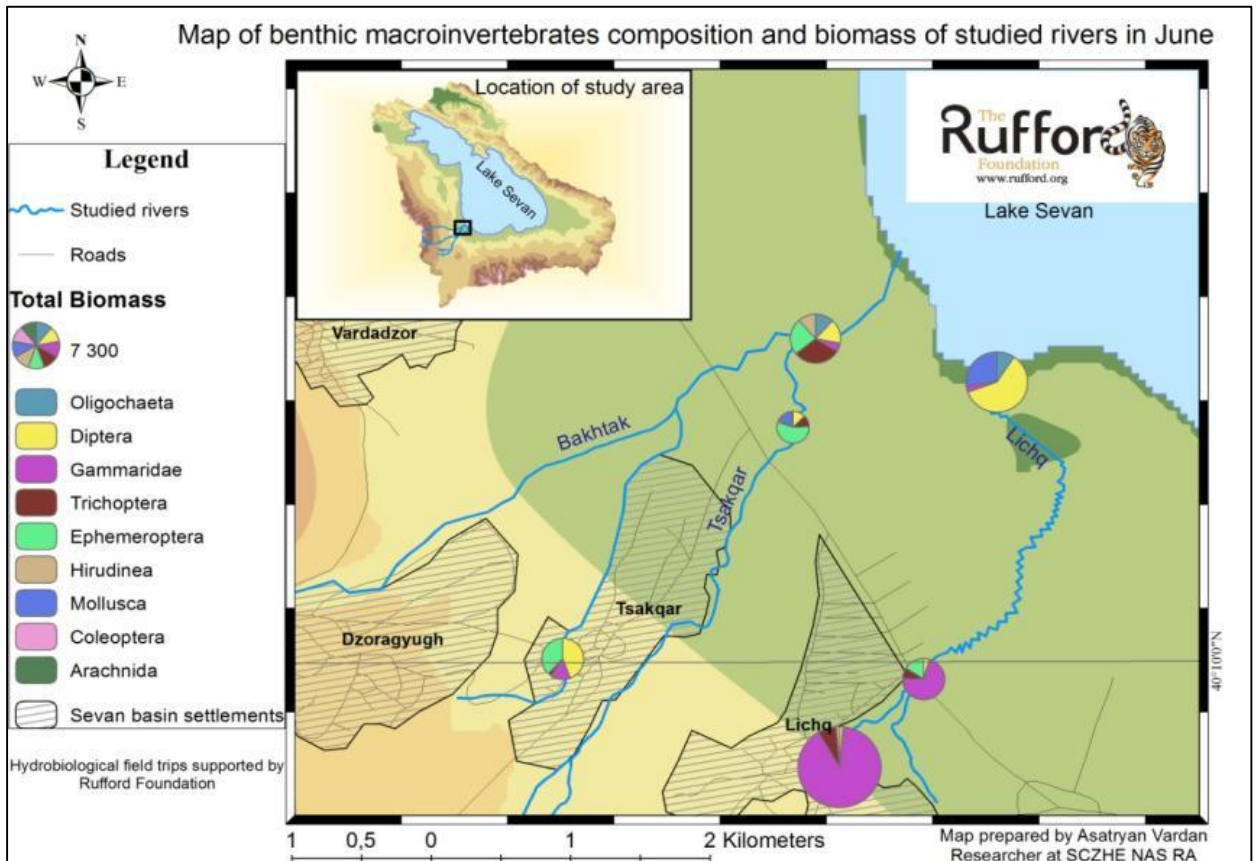 Map of benthic macroinvertebrates composition and biomass of studied rivers in June
N
W E
S
Legend
Studied rivers
Roads
Total Biomass
7 300
Oligochaeta
Diptera
Gammaridae
Trichoptera
Ephemeroptera
Hirudinea
Mollusca
Coleoptera
Arachnida
Sevan basin settlements
Hydrobiological field trips supported by
Rufford Foundation
Location of study area
Lake Sevan
The
Rufford
Foundation
www.rufford.org
Lake Sevan
Vardadzor
Bakhtak
Lichq
Tsakqar
Tsakqar
Dzoragyugh
Lichq
40°10'0"N
1 0,5 0 1 2 Kilometers
Map prepared by Asatryan Vardan
Researcher at SCZHE NAS RA